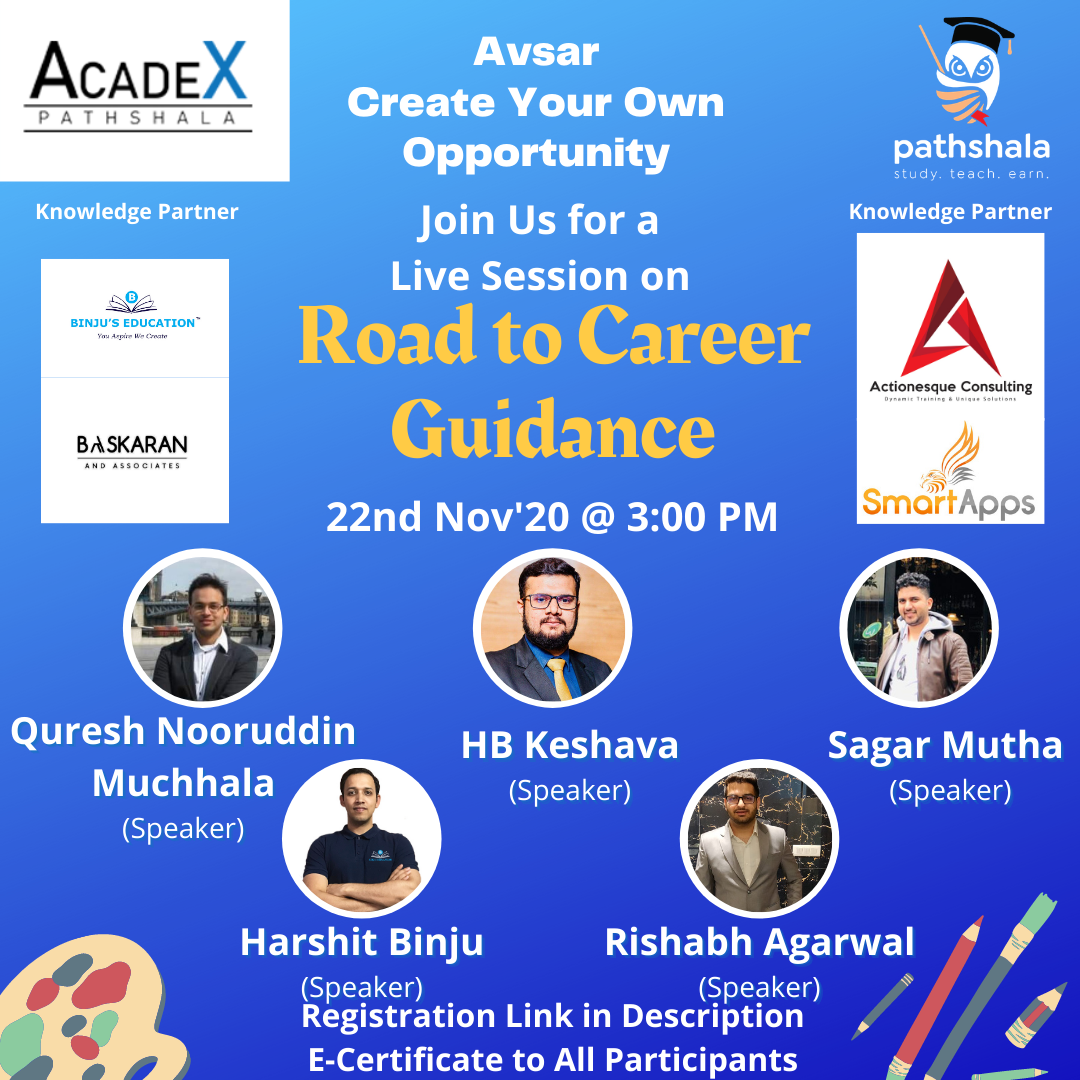 ACADEX
PATHSHALA
Avsar
Create Your Own
Opportunity
pathshala
study. teach. earn.
Knowledge Partner
Join Us for a
Live Session on
Road to Career
Guidance
22nd Nov'20 @ 3:00 PM
Knowledge Partner
B
BINJU'S EDUCATION™
You Aspire We Create
BASKARAN
AND ASSOCIATES
Actionesque Consulting
Dynamic Training & Unique Solutions
SmartApps
Quresh Nooruddin
Muchhala
(Speaker)
HB Keshava
(Speaker)
Sagar Mutha
(Speaker)
Harshit Binju
(Speaker)
Rishabh Agarwal
(Speaker)
Registration Link in Description
E-Certificate to All Participants